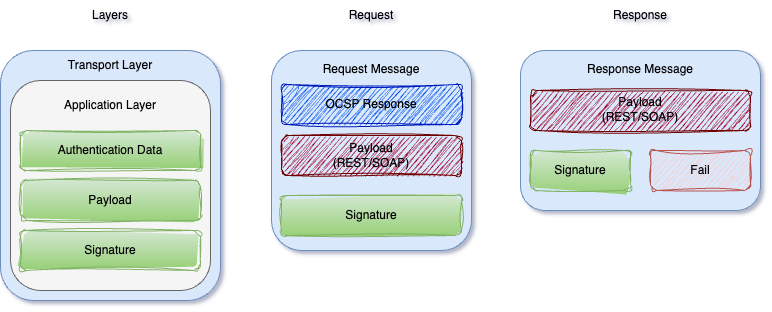 Layers
Transport Layer
Application Layer
Authentication Data
Payload
Signature
Request
Request Message
OCSP Response
Payload
(REST/SOAP)
Signature
Response
Response Message
Payload
(REST/SOAP)
Signature
Fail